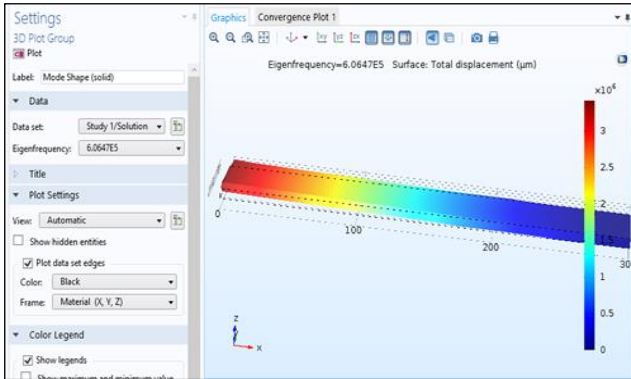 Settings
3D Plot Group
Plot
Label: Mode Shape (solid)
Data
Data set: Study 1/Solution
Eigenfrequency: 6.0647E5
Title
Plot Settings
View: Automatic
Show hidden entities
Plot data set edges
Color: Black
Frame: Material (X, Y, Z)
Color Legend
Show legends
Show maximum and minimum value
Graphics Convergence Plot 1
Eigenfrequency=6.0647E5 Surface: Total displacement (µm)
×10⁶
3
2.5
2
1.5
1
0.5
0
0
100
200
30
z
x